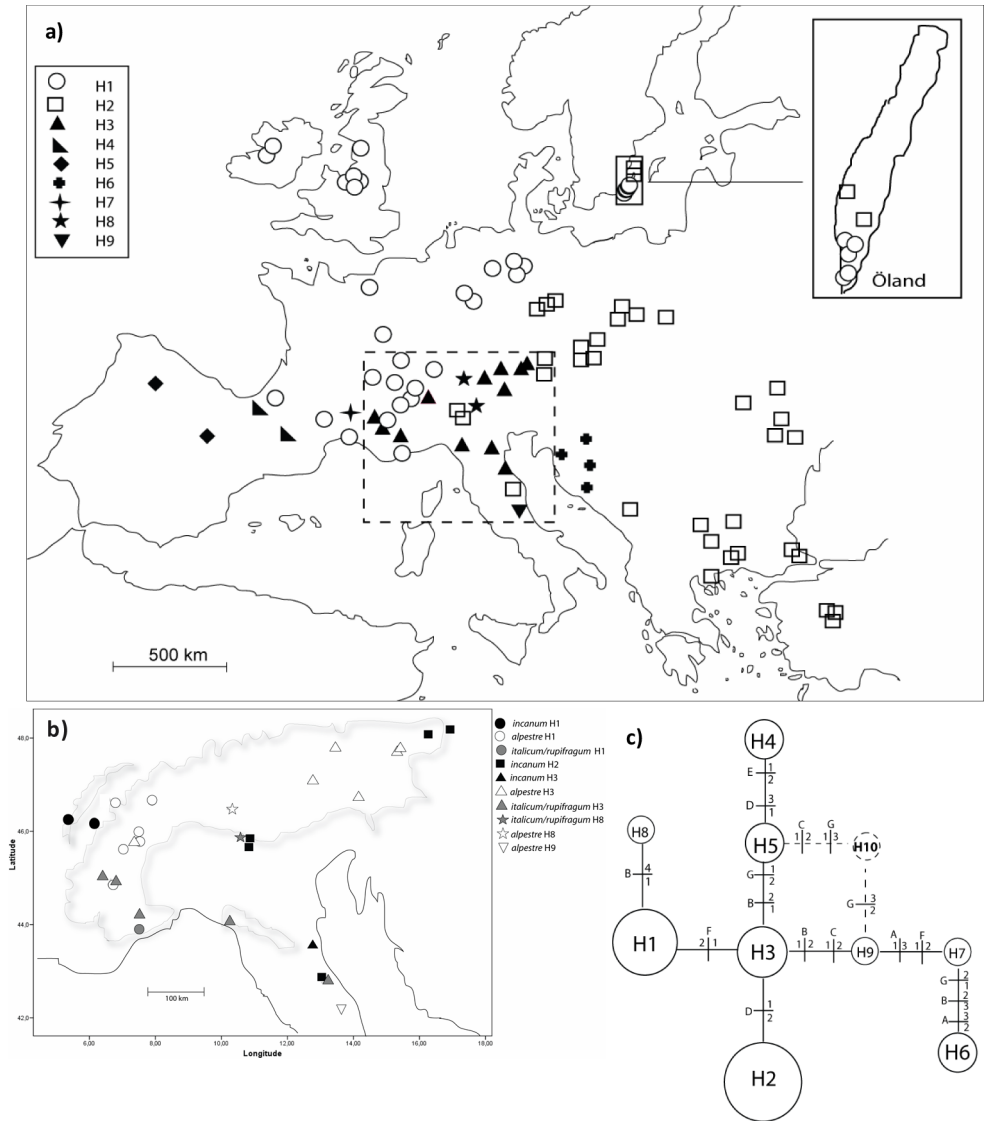 a)
H1
H2
H3
H4
H5
H6
H7
H8
H9
Öland
500 km
b)
48,0
46,0
44,0
42,0
Latitude
6,00 8,00 10,00 12,00 14,00 16,00 18,00
Longitude
100 km
incanum H1
alpestre H1
italicum/rupifragum H1
incanum H2
incanum H3
alpestre H3
italicum/rupifragum H3
italicum/rupifragum H8
alpestre H8
alpestre H9
c)
H4
E 1 2
D 3 1
H8
H5
C 1 2
G 1 3
H10
B 4 1
G 1 2
B 2 1
G 3 2
H1
F 2 1
H3
B 1 2
C 1 2
H9
A 1 3
F 1 2
H7
G 2 1
B 2 3
A 3 2
D 1 2
H6
H2